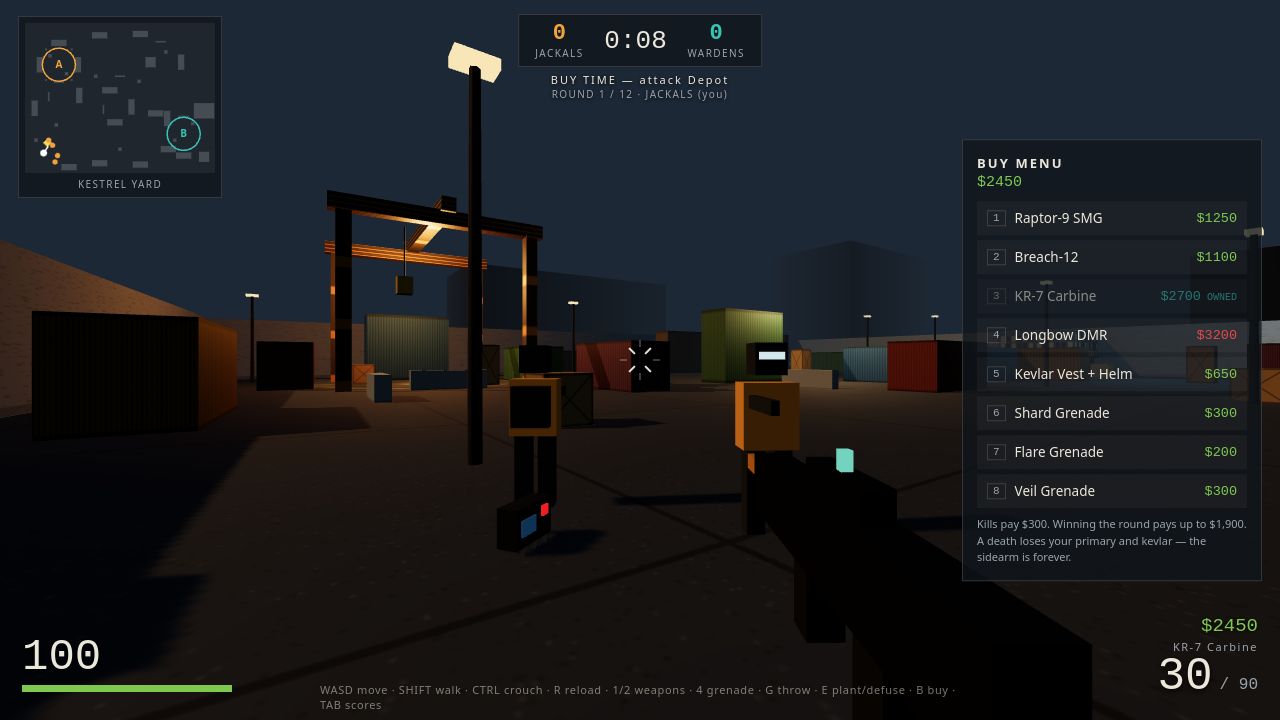 A
B
KESTREL YARD
0
JACKALS
0:08
0
WARDENS
BUY TIME — attack Depot
ROUND 1 / 12 · JACKALS (you)
BUY MENU
$2450
1 Raptor-9 SMG $1250
2 Breach-12 $1100
3 KR-7 Carbine $2700 OWNED
4 Longbow DMR $3200
5 Kevlar Vest + Helm $650
6 Shard Grenade $300
7 Flare Grenade $200
8 Veil Grenade $300
Kills pay $300. Winning the round pays up to $1,900.
A death loses your primary and kevlar — the
sidearm is forever.
100
WASD move · SHIFT walk · CTRL crouch · R reload · 1/2 weapons · 4 grenade · G throw · E plant/defuse · B buy ·
TAB scores
$2450
KR-7 Carbine
30 / 90